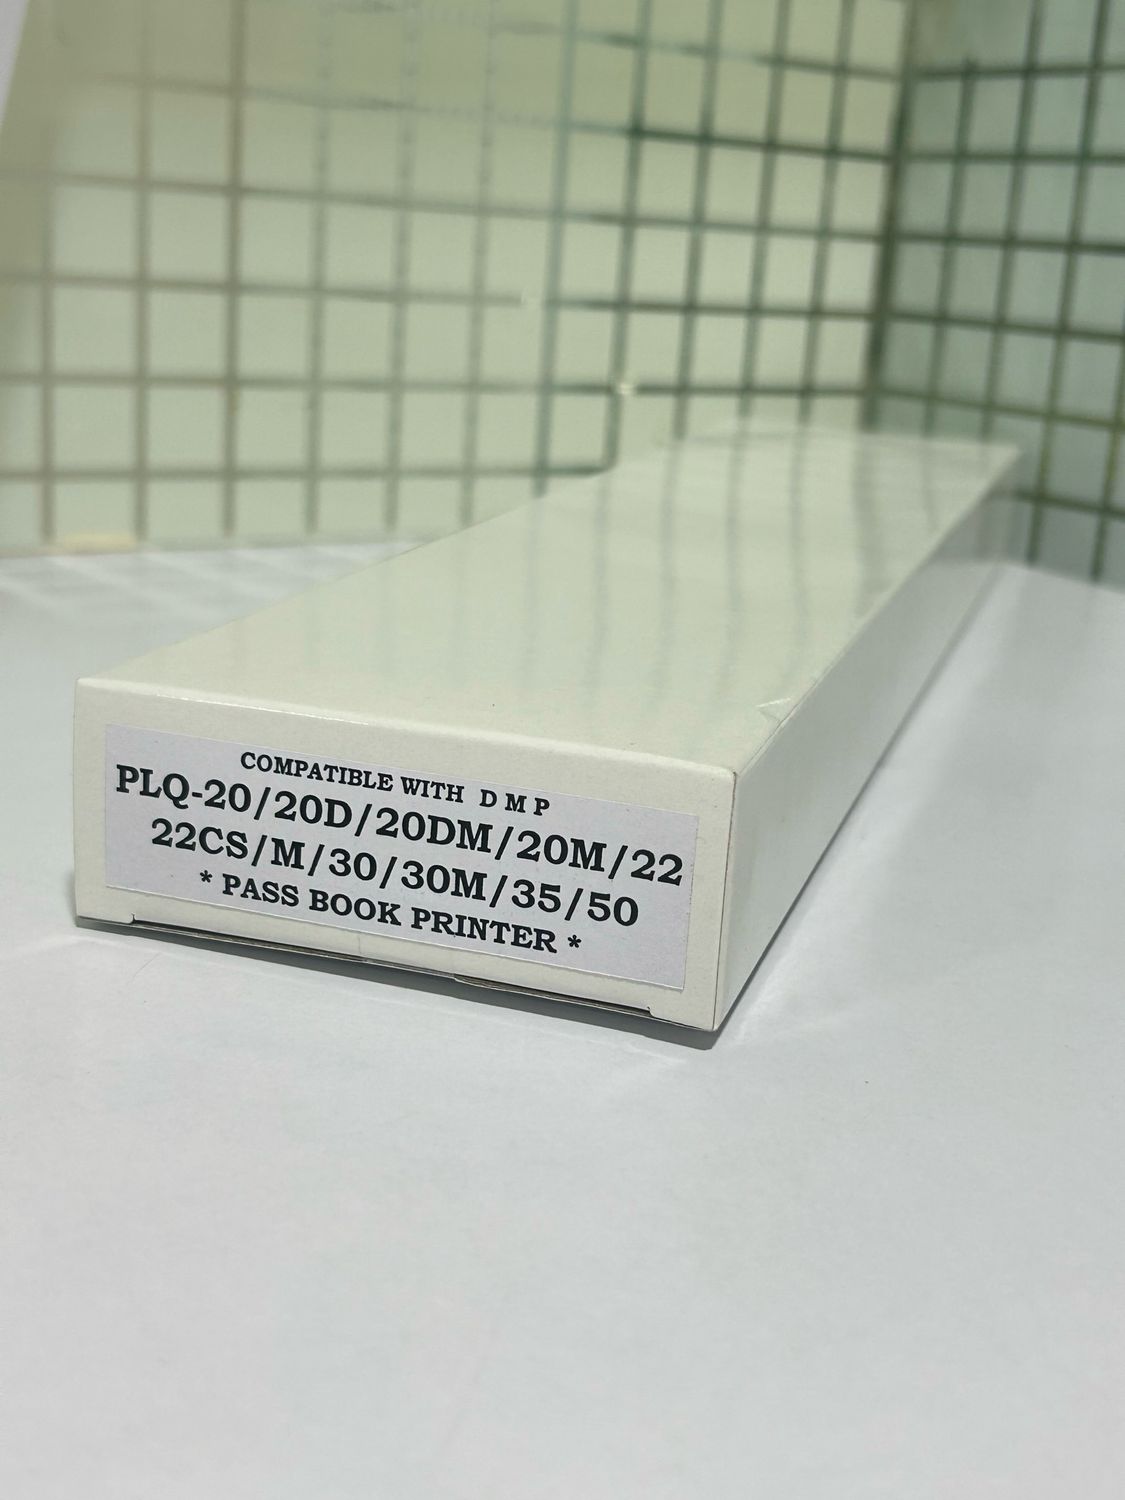 COMPATIBLE WITH D M P
PLQ-20/20D/20DM/20M/22
22CS/M/30/30M/35/50
* PASS BOOK PRINTER *